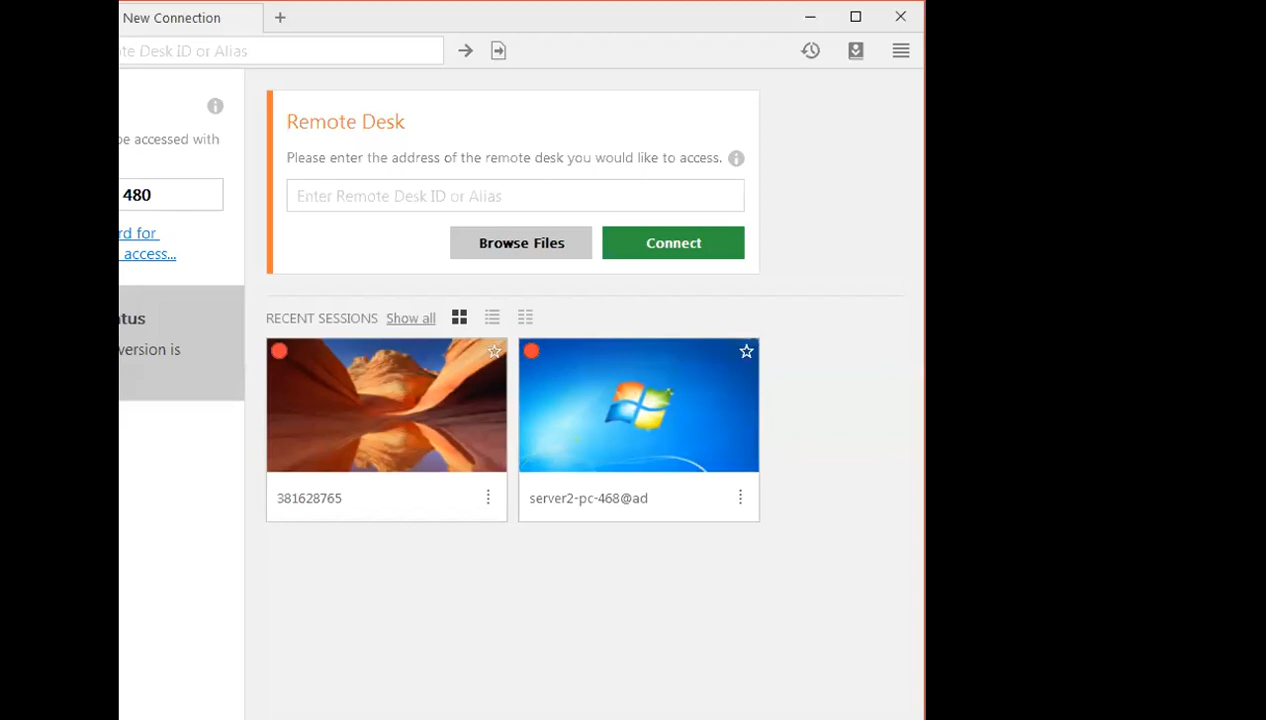 New Connection
te Desk ID or Alias
be accessed with
480
rd for
access...
atus
version is
Remote Desk
Please enter the address of the remote desk you would like to access.
Enter Remote Desk ID or Alias
Browse Files
Connect
RECENT SESSIONS Show all
381628765
server2-pc-468@ad